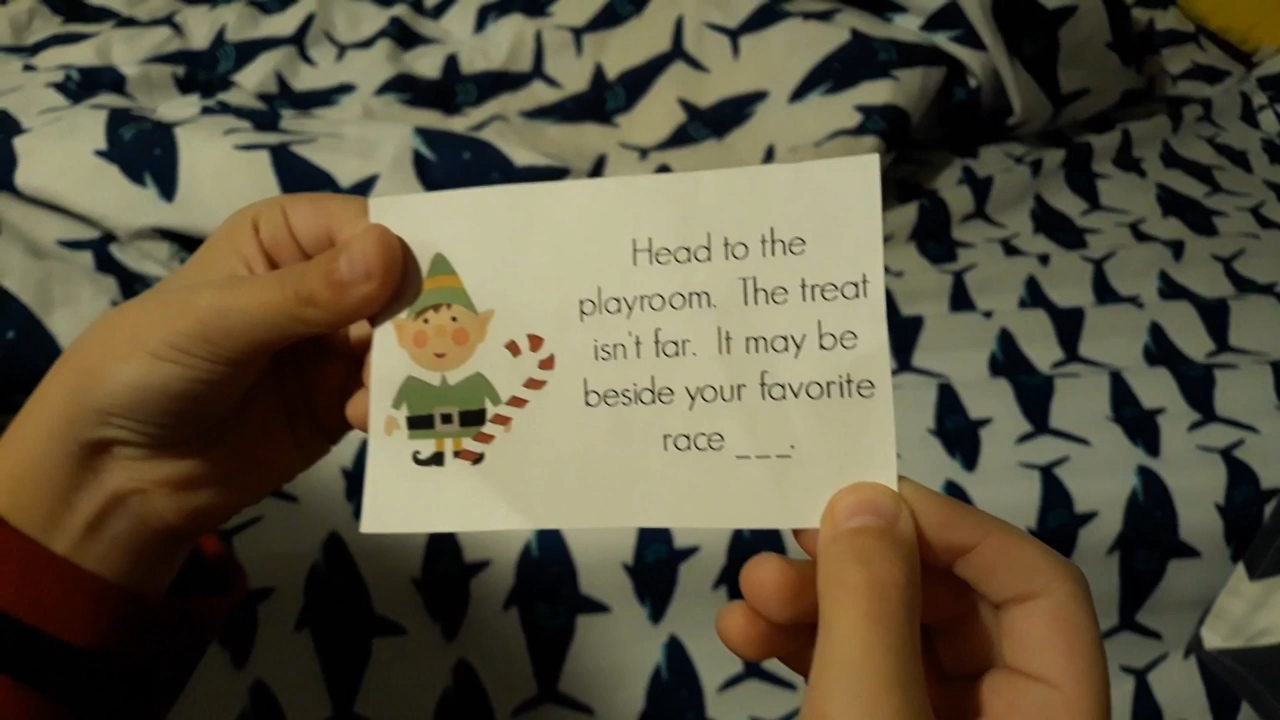 Head to the
playroom. The treat
isn't far. It may be
beside your favorite
race ___.